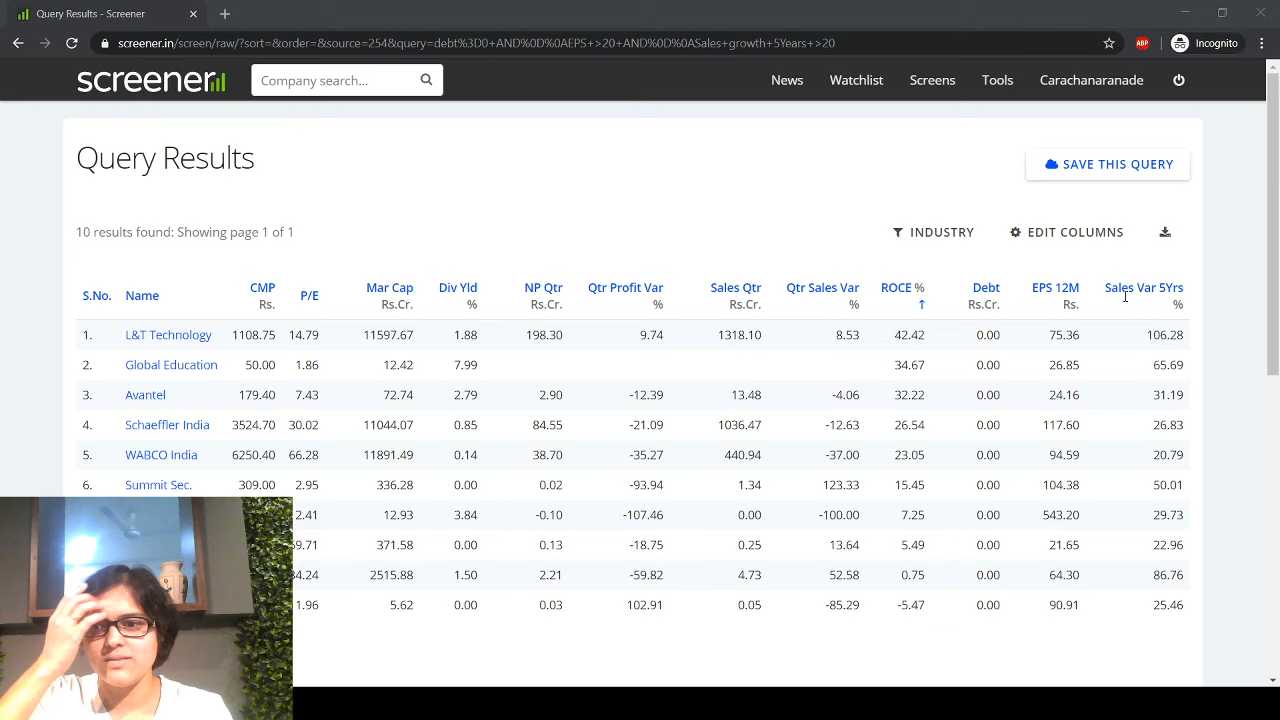 Query Results - Screener
screener.in/screen/raw/?sort=&order=&source=254&query=debt%3D0 AND%0D%0AEPS +>20 +AND%0D%0ASales growth +5Years +>20
ABP
Incognito
screener
Company search...
News
Watchlist
Screens
Tools
Carachanaranade
Query Results
SAVE THIS QUERY
10 results found: Showing page 1 of 1
INDUSTRY
EDIT COLUMNS
S.No. Name CMP Rs. P/E Mar Cap Rs.Cr. Div Yld % NP Qtr Rs.Cr. Qtr Profit Var % Sales Qtr Rs.Cr. Qtr Sales Var % ROCE % ↑ Debt Rs.Cr. EPS 12M Rs. Sales Var 5Yrs %
1. L&T Technology 1108.75 14.79 11597.67 1.88 198.30 9.74 1318.10 8.53 42.42 0.00 75.36 106.28
2. Global Education 50.00 1.86 12.42 7.99 34.67 0.00 26.85 65.69
3. Avantel 179.40 7.43 72.74 2.79 2.90 -12.39 13.48 -4.06 32.22 0.00 24.16 31.19
4. Schaeffler India 3524.70 30.02 11044.07 0.85 84.55 -21.09 1036.47 -12.63 26.54 0.00 117.60 26.83
5. WABCO India 6250.40 66.28 11891.49 0.14 38.70 -35.27 440.94 -37.00 23.05 0.00 94.59 20.79
6. Summit Sec. 309.00 2.95 336.28 0.00 0.02 -93.94 1.34 123.33 15.45 0.00 104.38 50.01
2.41 12.93 3.84 -0.10 -107.46 0.00 -100.00 7.25 0.00 543.20 29.73
9.71 371.58 0.00 0.13 -18.75 0.25 13.64 5.49 0.00 21.65 22.96
34.24 2515.88 1.50 2.21 -59.82 4.73 52.58 0.75 0.00 64.30 86.76
1.96 5.62 0.00 0.03 102.91 0.05 -85.29 -5.47 0.00 90.91 25.46